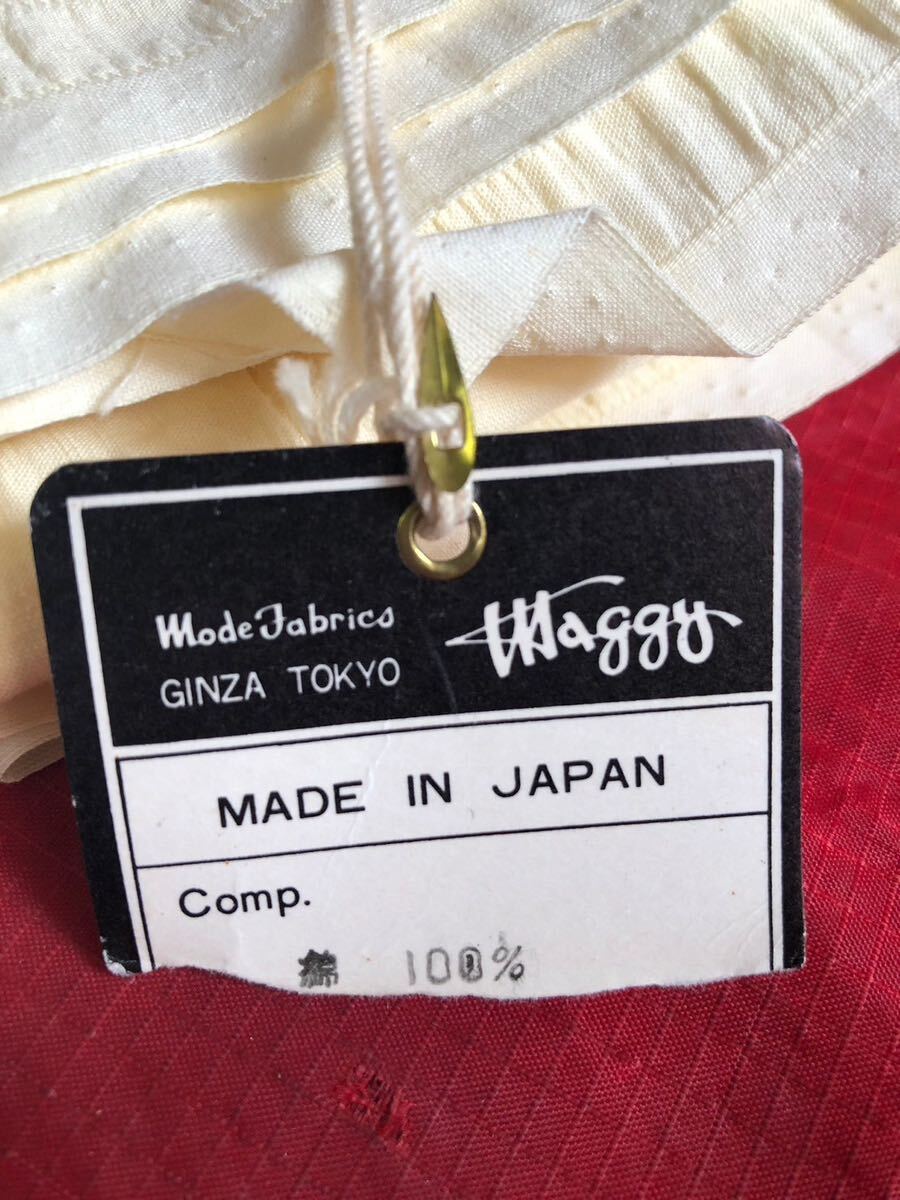 Mode Fabrics
GINZA TOKYO
Maggy
MADE IN JAPAN
Comp.
綿 100%